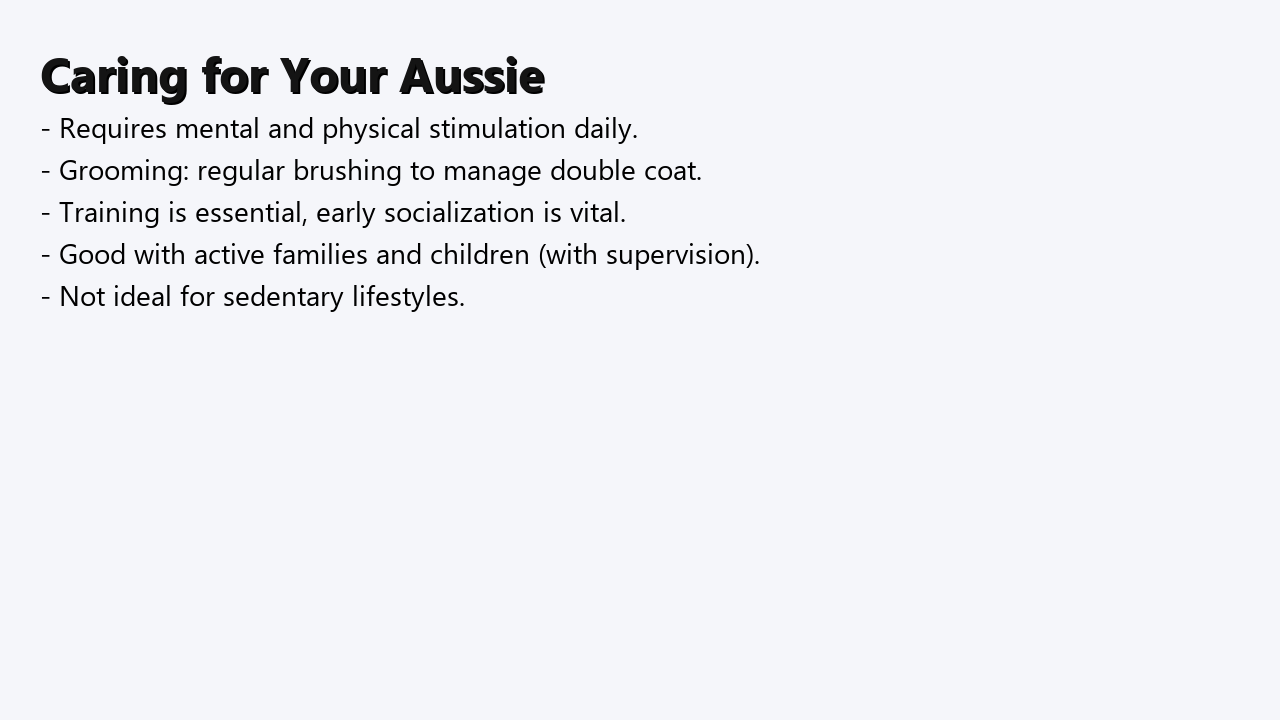 Caring for Your Aussie
- Requires mental and physical stimulation daily.
- Grooming: regular brushing to manage double coat.
- Training is essential, early socialization is vital.
- Good with active families and children (with supervision).
- Not ideal for sedentary lifestyles.